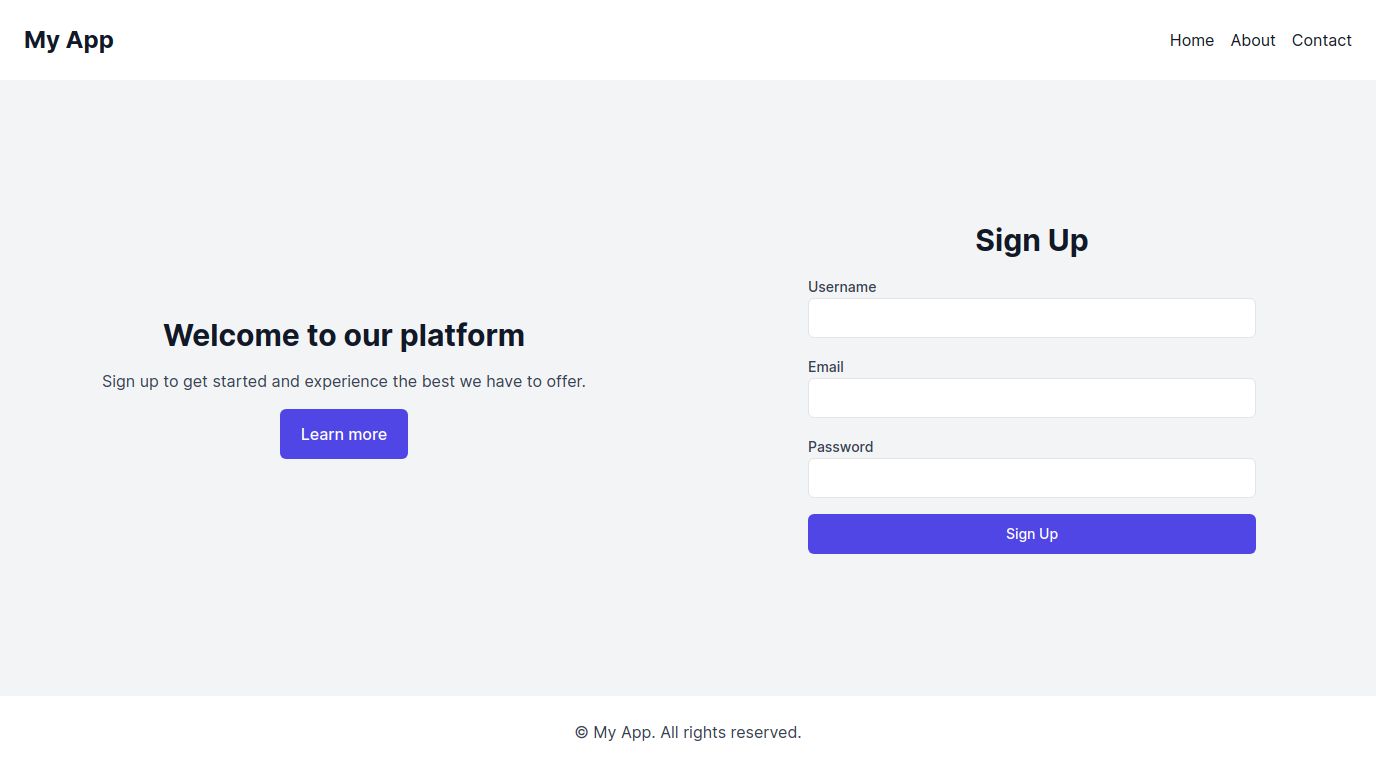 My App
Home About Contact
Welcome to our platform
Sign up to get started and experience the best we have to offer.
Learn more
Sign Up
Username
Email
Password
Sign Up
© My App. All rights reserved.